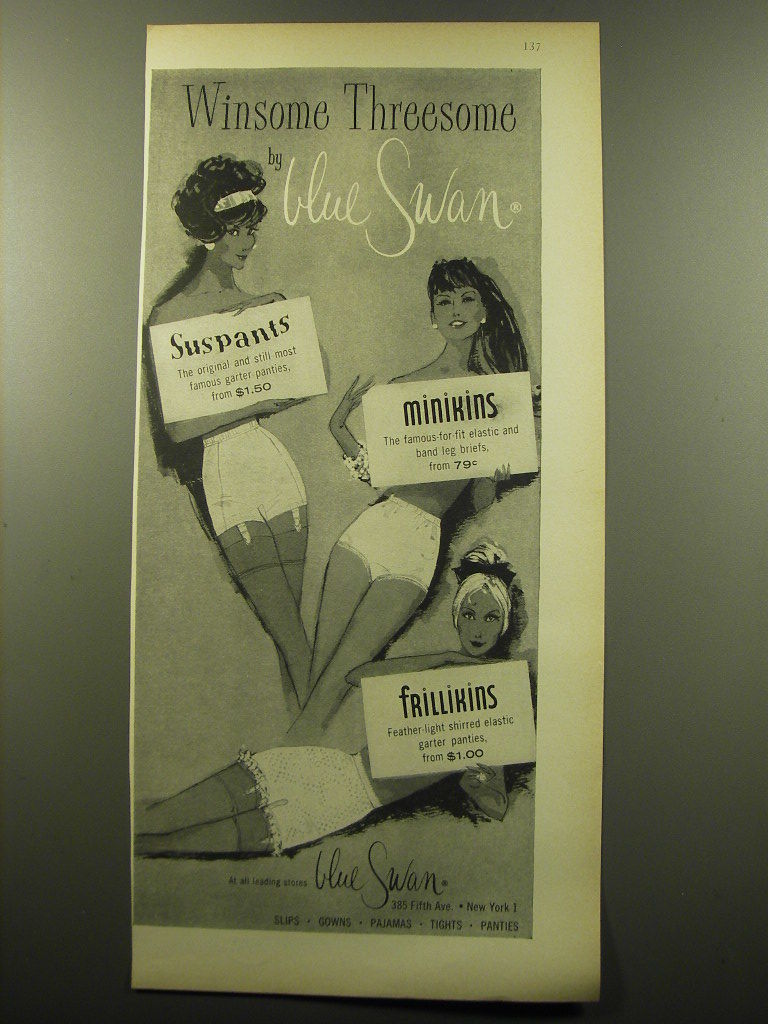 137
Winsome Threesome
by blue Swan®
Suspants
The original and still most
famous garter panties,
from $1.50
minikins
The famous-for-fit elastic and
band leg briefs,
from 79c
fRILLIKINS
Feather-light shirred elastic
garter panties,
from $1.00
At all leading stores blue Swan®
385 Fifth Ave. • New York 1
SLIPS • GOWNS • PAJAMAS • TIGHTS • PANTIES